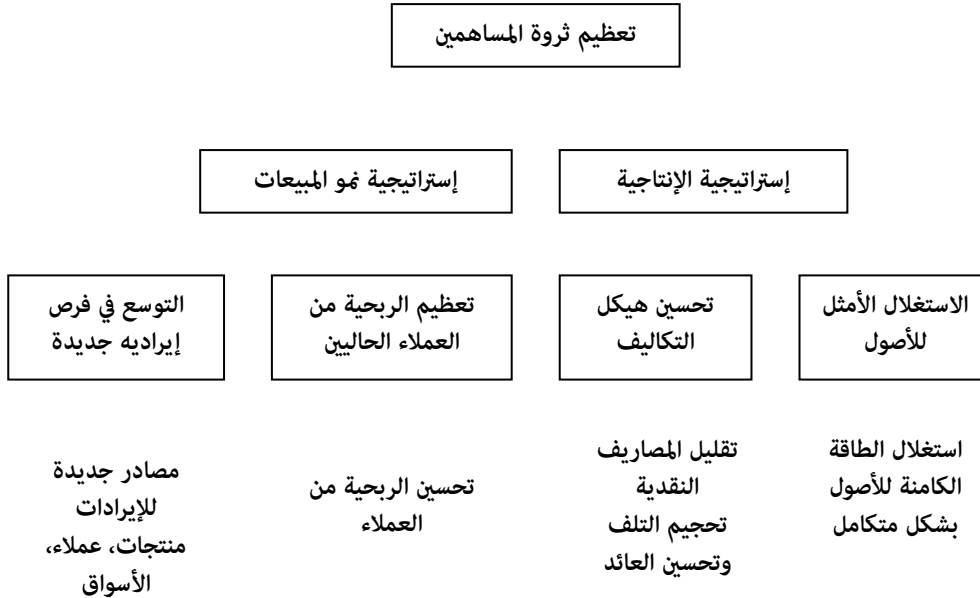 تعظيم ثروة المساهمين
إستراتيجية الإنتاجية
إستراتيجية نمو المبيعات
الاستغلال الأمثل
للأصول
تحسين هيكل
التكاليف
تعظيم الربحية من
العملاء الحاليين
التوسع في فرص
إيراديه جديدة
استغلال الطاقة
الكامنة للأصول
بشكل متكامل
تقليل المصاريف
النقدية
تحجيم التلف
وتحسين العائد
تحسين الربحية من
العملاء
مصادر جديدة
للإيرادات
منتجات، عملاء،
الأسواق